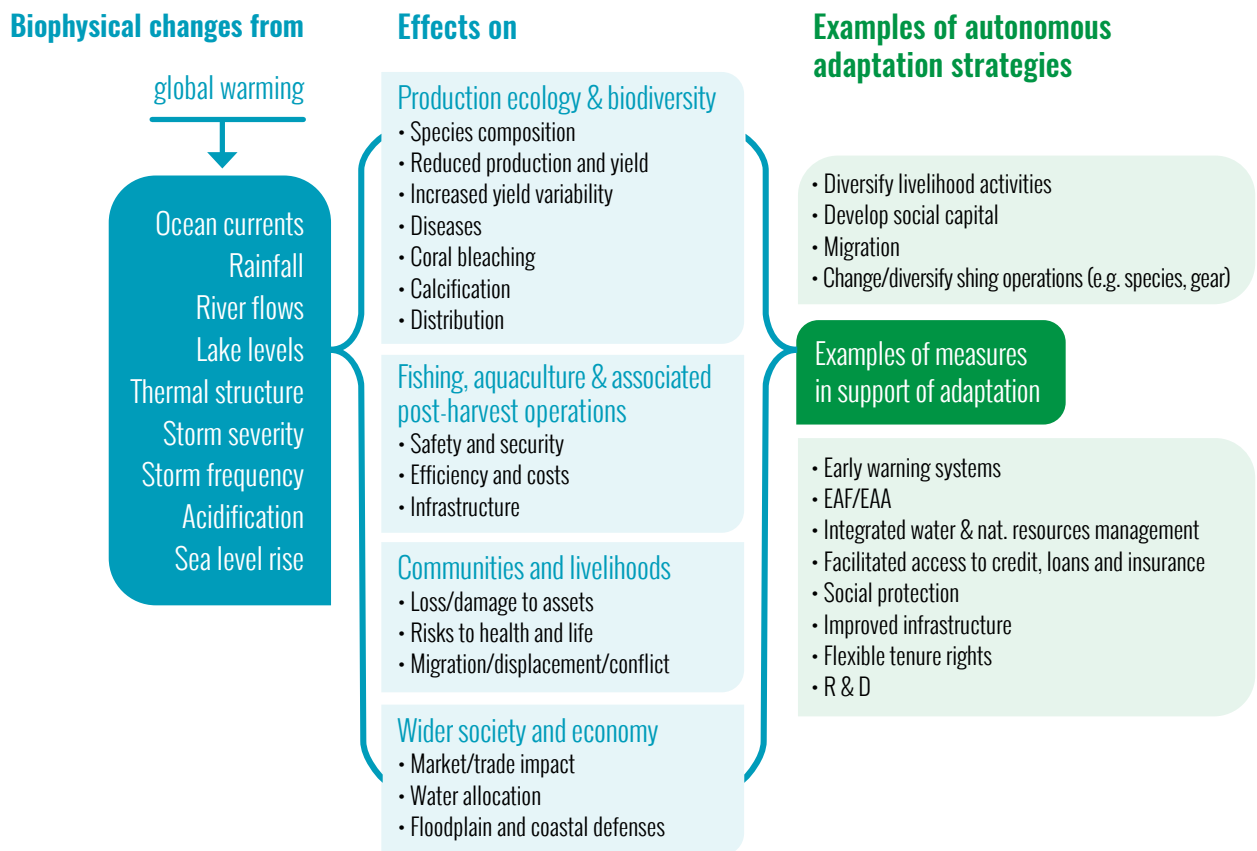 Biophysical changes from
global warming
Ocean currents
Rainfall
River flows
Lake levels
Thermal structure
Storm severity
Storm frequency
Acidification
Sea level rise
Effects on
Production ecology & biodiversity
• Species composition
• Reduced production and yield
• Increased yield variability
• Diseases
• Coral bleaching
• Calcification
• Distribution
Fishing, aquaculture & associated
post-harvest operations
• Safety and security
• Efficiency and costs
• Infrastructure
Communities and livelihoods
• Loss/damage to assets
• Risks to health and life
• Migration/displacement/conflict
Wider society and economy
• Market/trade impact
• Water allocation
• Floodplain and coastal defenses
Examples of autonomous
adaptation strategies
• Diversify livelihood activities
• Develop social capital
• Migration
• Change/diversify shing operations (e.g. species, gear)
Examples of measures
in support of adaptation
• Early warning systems
• EAF/EAA
• Integrated water & nat. resources management
• Facilitated access to credit, loans and insurance
• Social protection
• Improved infrastructure
• Flexible tenure rights
• R & D